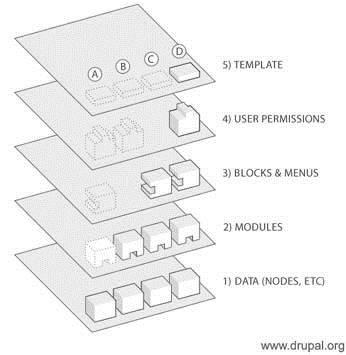 A
B
C
D
5) TEMPLATE
4) USER PERMISSIONS
3) BLOCKS & MENUS
2) MODULES
1) DATA (NODES, ETC)
www.drupal.org